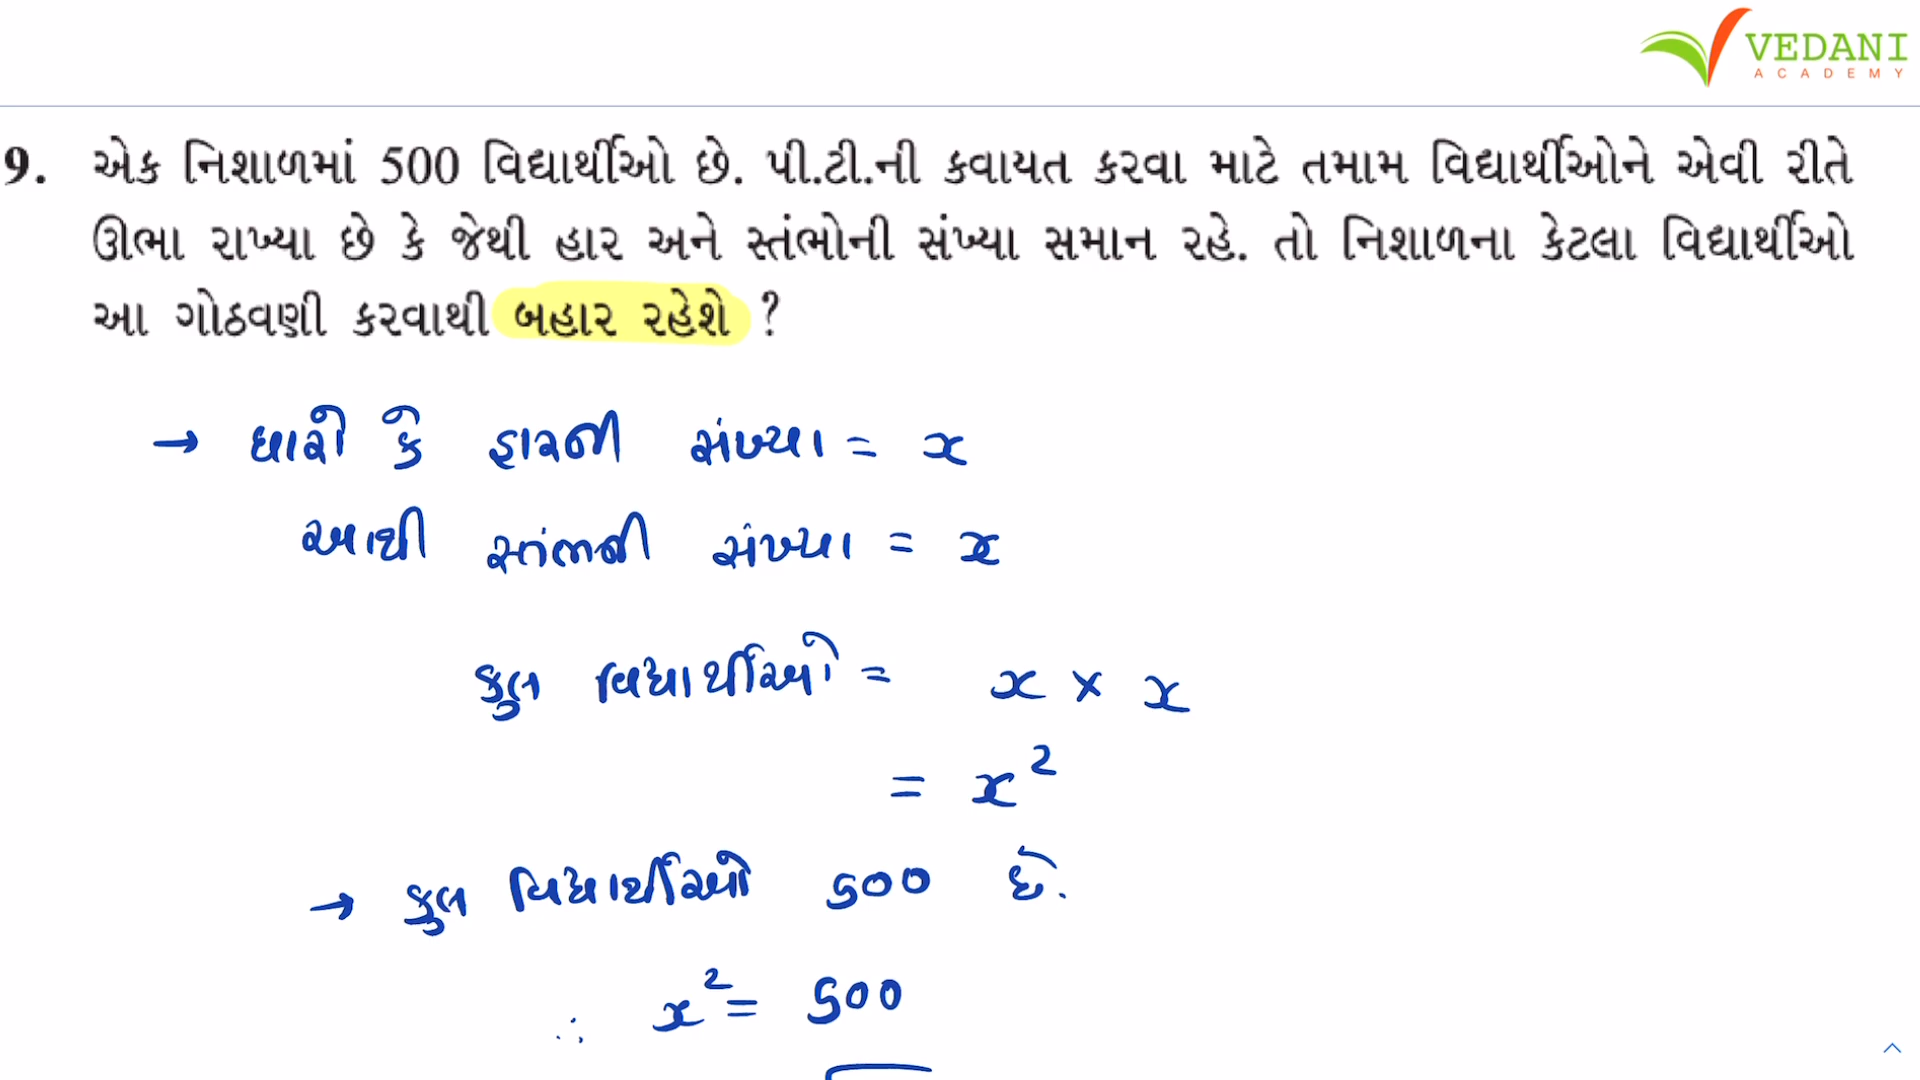 VEDANI
ACADEMY
9. એક નિશાળમાં 500 વિદ્યાર્થીઓ છે. પી.ટી.ની કવાયત કરવા માટે તમામ વિદ્યાર્થીઓને એવી રીતે
ઊભા રાખ્યા છે કે જેથી હાર અને સ્તંભોની સંખ્યા સમાન રહે. તો નિશાળના કેટલા વિદ્યાર્થીઓ
આ ગોઠવણી કરવાથી બહાર રહેશે ?
→ ધારો કે હારની સંખ્યા = x
આથી સ્તંભની સંખ્યા = x
કુલ વિદ્યાર્થીઓ = x × x
= x²
→ કુલ વિદ્યાર્થીઓ 500 છે.
∴ x² = 500